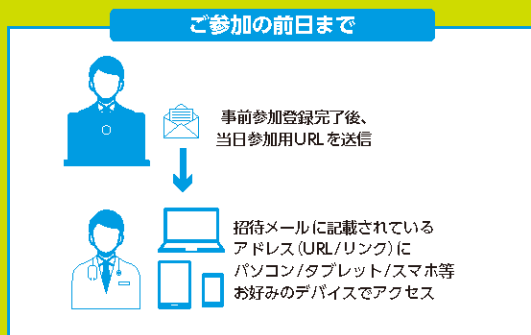 ご参加の前日まで
事前参加登録完了後、
当日参加用URLを送信
招待メールに記載されている
アドレス(URL/リンク)に
パソコン/タブレット/スマホ等
お好みのデバイスでアクセス